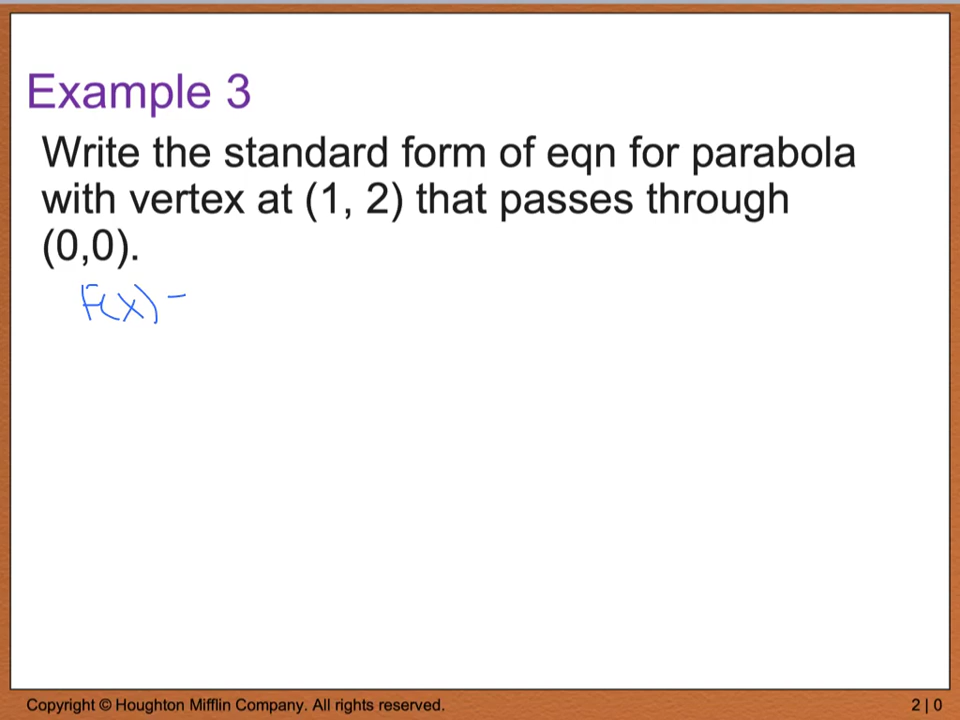 Example 3
Write the standard form of eqn for parabola
with vertex at (1, 2) that passes through
(0,0).
F(x) -
Copyright © Houghton Mifflin Company. All rights reserved.
2 | 0